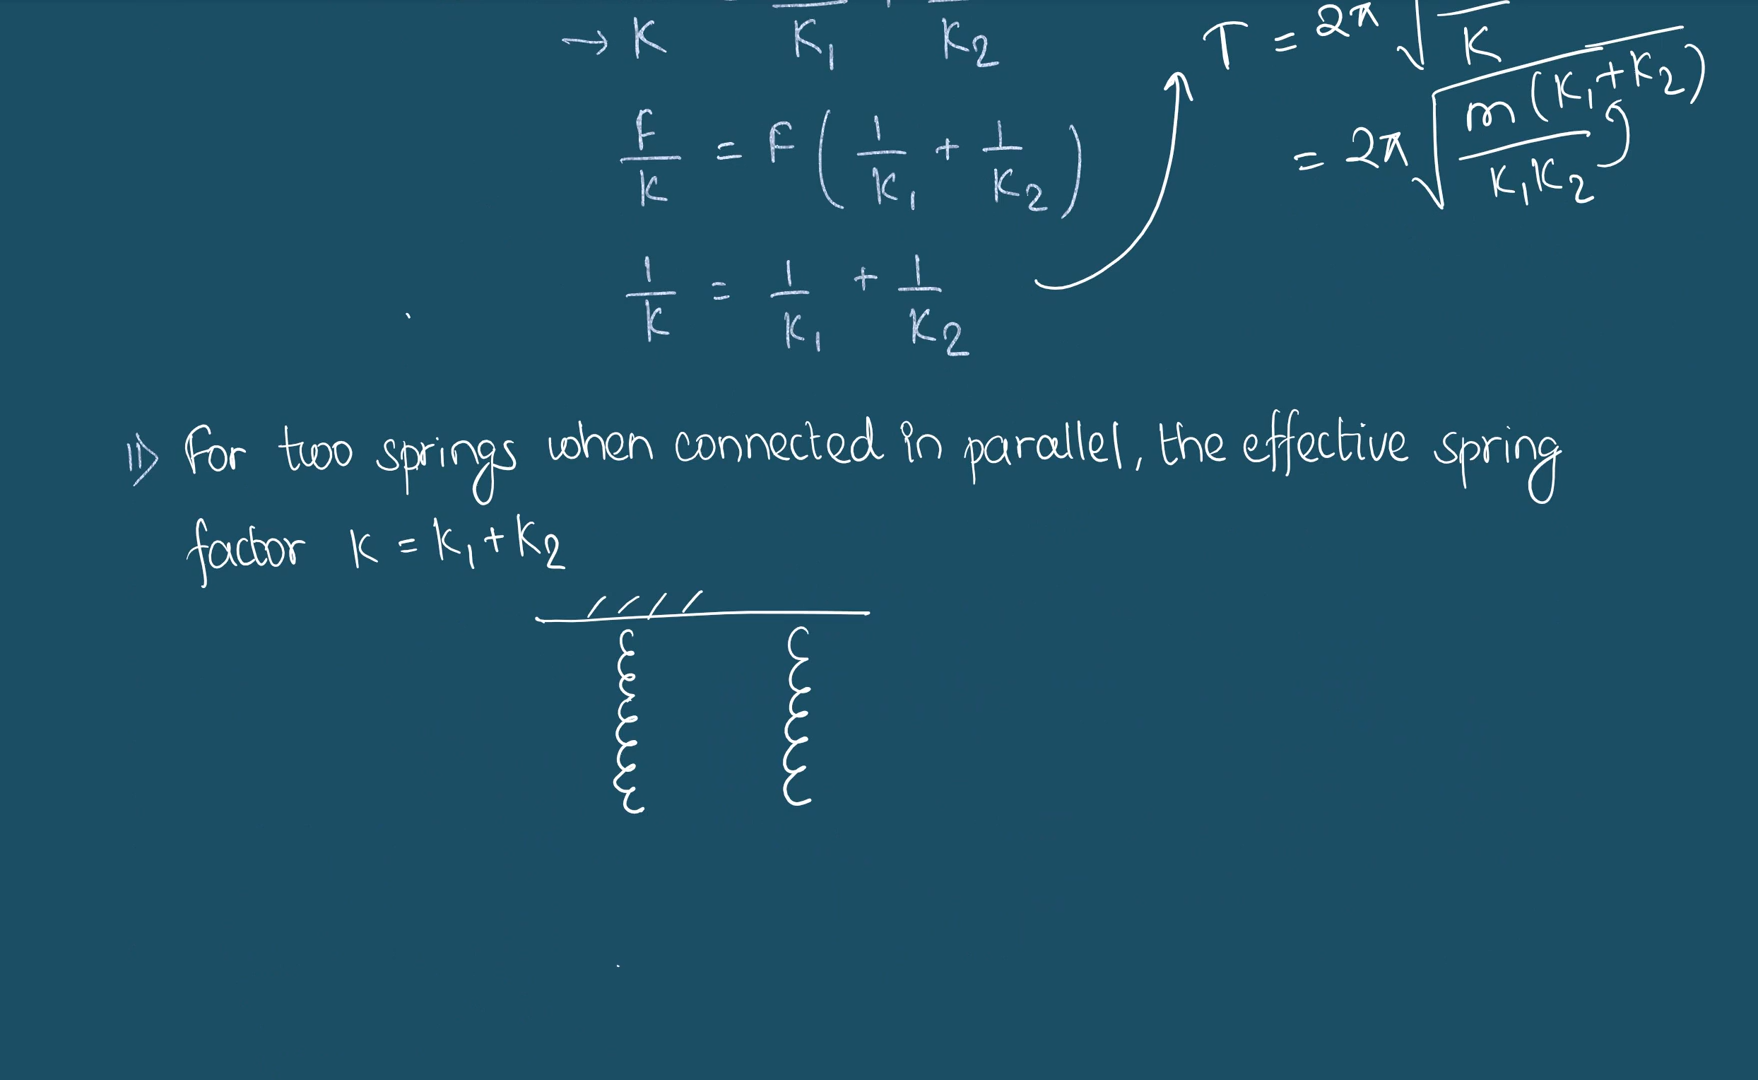 → K   K₁   K₂
F/K = F(1/K₁ + 1/K₂)
1/K = 1/K₁ + 1/K₂
T = 2π √ K
= 2π √(m(K₁+K₂)/K₁K₂)
11) For two springs when connected in parallel, the effective spring
factor K = K₁+K₂